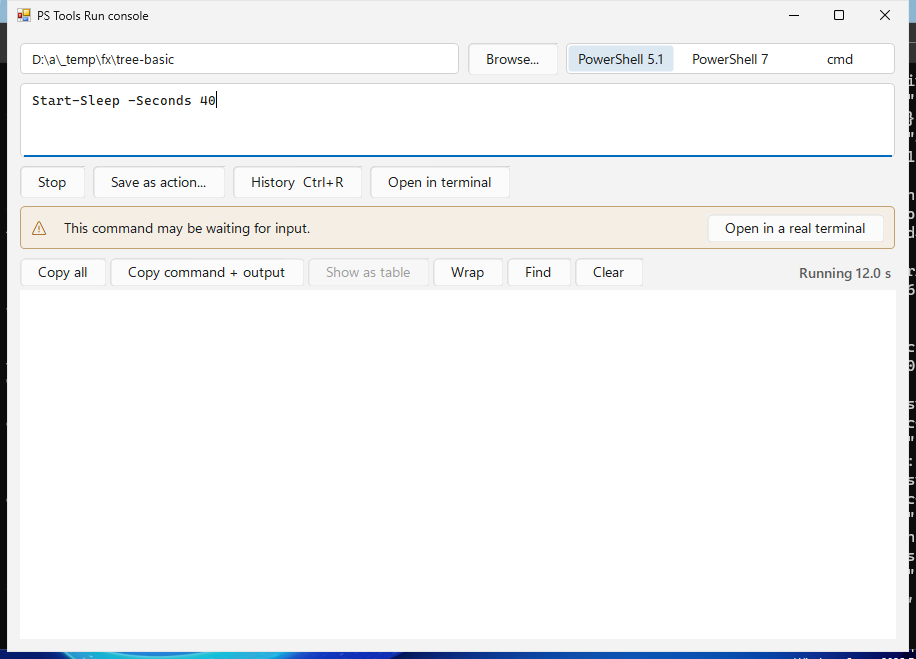 PS Tools Run console
D:\a\_temp\fx\tree-basic
Browse...
PowerShell 5.1
PowerShell 7
cmd
Start-Sleep -Seconds 40
Stop
Save as action...
History Ctrl+R
Open in terminal
This command may be waiting for input.
Open in a real terminal
Copy all
Copy command + output
Show as table
Wrap
Find
Clear
Running 12.0 s